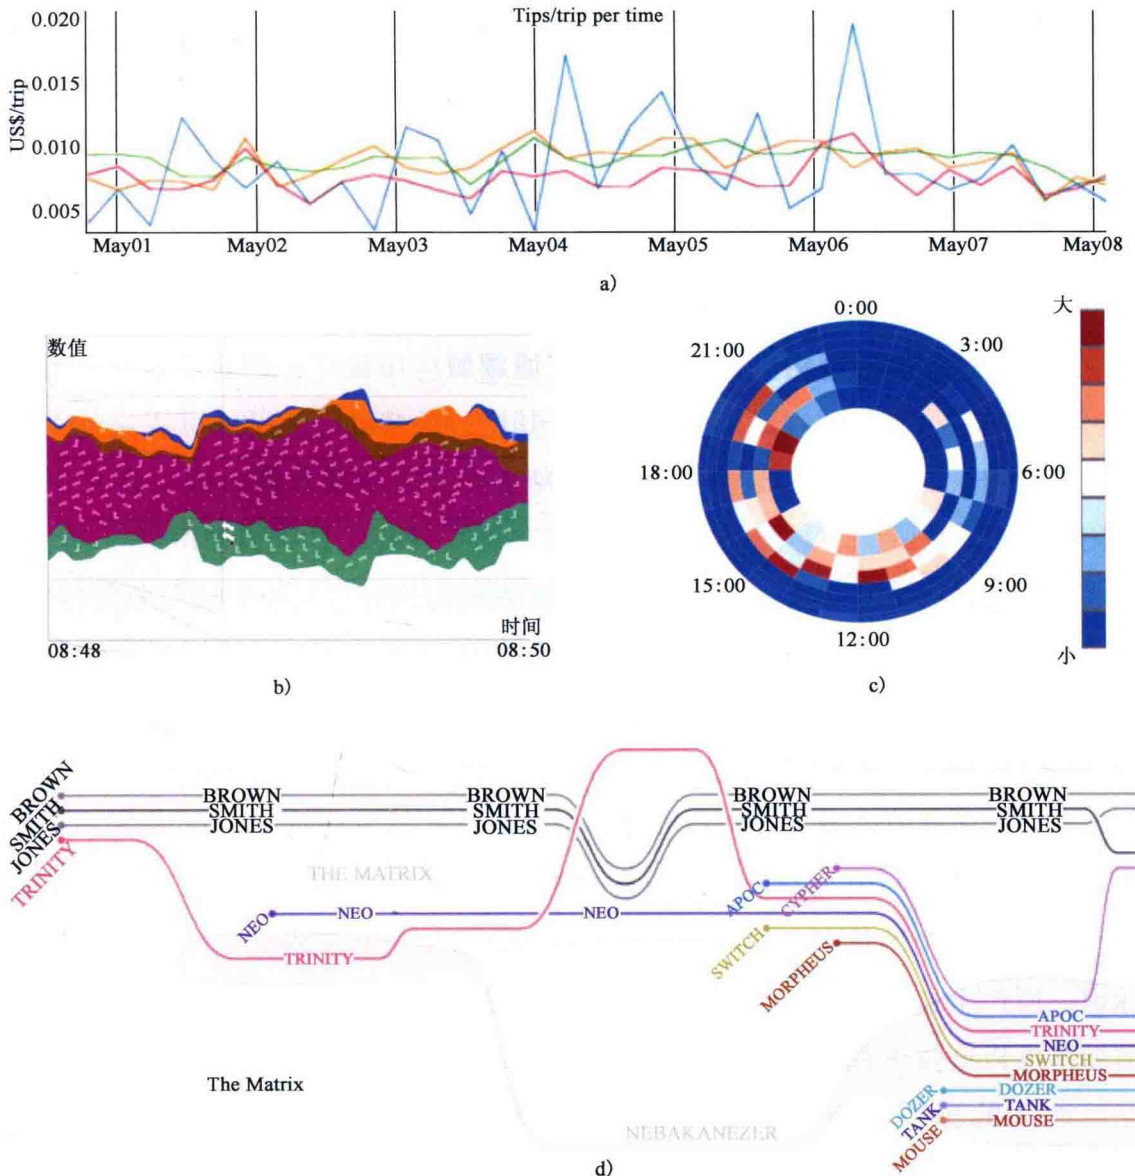 Tips/trip per time
US$/trip
0.020
0.015
0.010
0.005
May01 May02 May03 May04 May05 May06 May07 May08
a)
数值
时间
08:48 08:50
b)
0:00
3:00
6:00
9:00
12:00
15:00
18:00
21:00
大
小
c)
BROWN
SMITH
JONES
TRINITY
BROWN BROWN BROWN BROWN
SMITH SMITH SMITH SMITH
JONES JONES JONES JONES
THE MATRIX
NEO NEO NEO
TRINITY
APOC
CYPHER
SWITCH
MORPHEUS
APOC
TRINITY
NEO
SWITCH
MORPHEUS
DOZER DOZER
TANK TANK
MOUSE MOUSE
The Matrix
NEBAKANEZER
d)